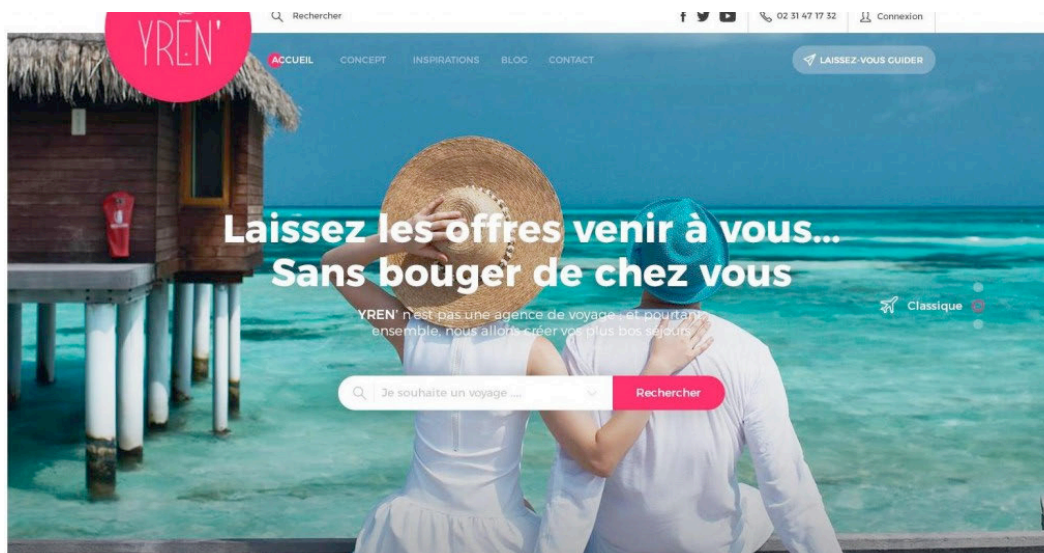 YREN'
Rechercher
02 31 47 17 32
Connexion
ACCUEIL
CONCEPT
INSPIRATIONS
BLOG
CONTACT
LAISSEZ-VOUS GUIDER
Laissez les offres venir à vous...
Sans bouger de chez vous
YREN' n'est pas une agence de voyage , et pourtant,
ensemble, nous allons créer vos plus bos séjours
Classique
Je souhaite un voyage ....
Rechercher